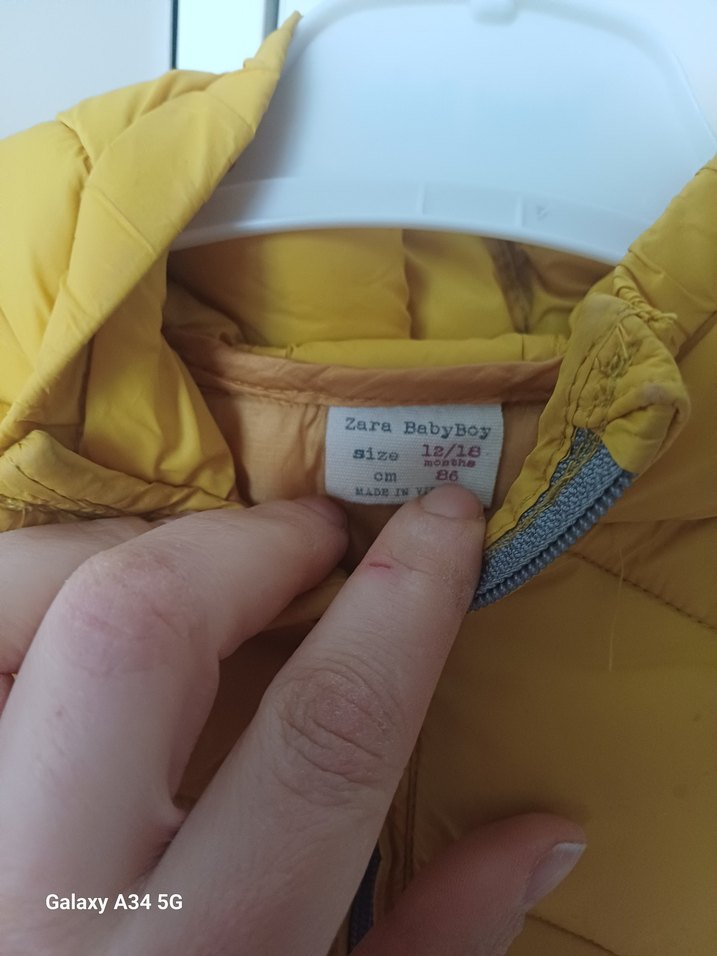 Zara BabyBoy
size 12/18
months
cm 86
MADE IN
Galaxy A34 5G